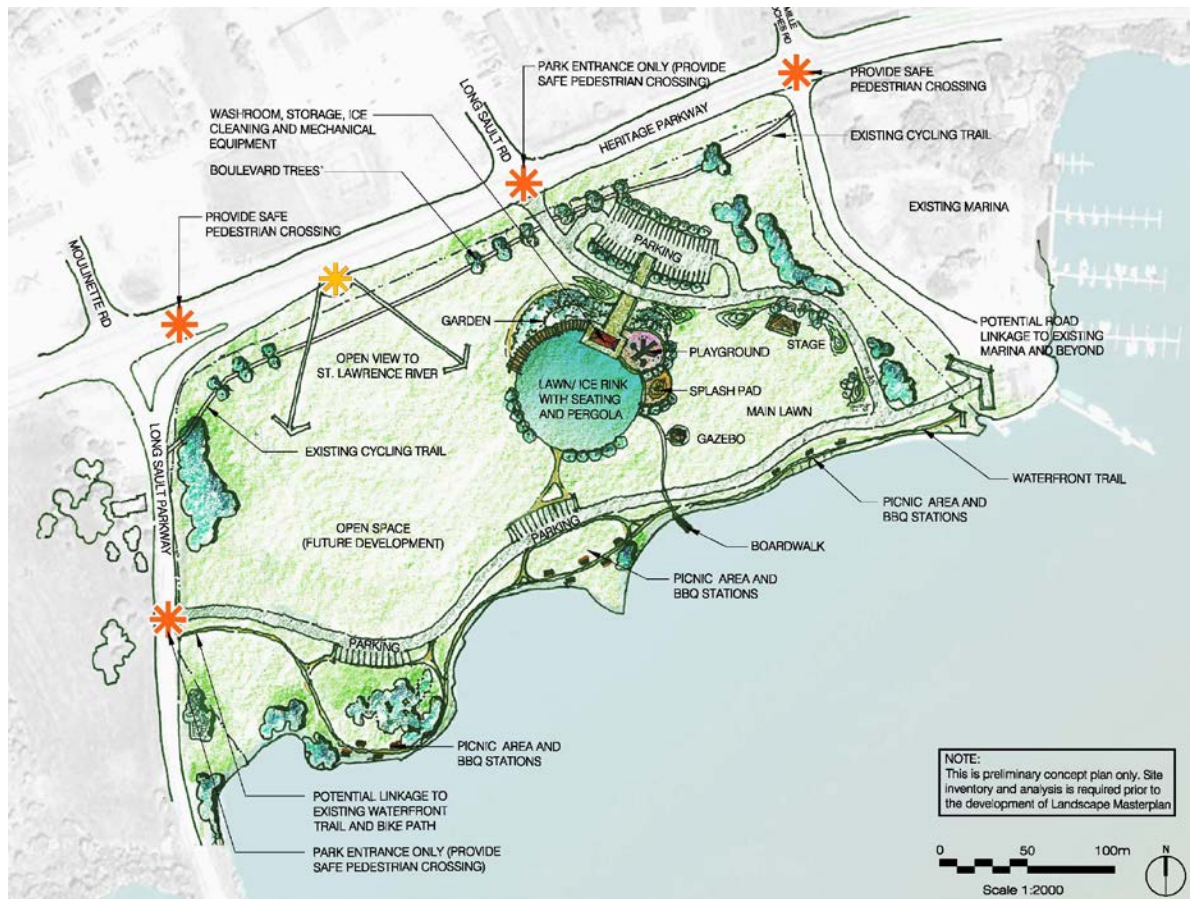 MILLE
ROCHES RD
PARK ENTRANCE ONLY (PROVIDE
SAFE PEDESTRIAN CROSSING)
PROVIDE SAFE
PEDESTRIAN CROSSING
LONG SAULT RD
HERITAGE PARKWAY
WASHROOM, STORAGE, ICE
CLEANING AND MECHANICAL
EQUIPMENT
EXISTING CYCLING TRAIL
BOULEVARD TREES
EXISTING MARINA
PROVIDE SAFE
PEDESTRIAN CROSSING
MOULINETTE RD
PARKING
GARDEN
POTENTIAL ROAD
LINKAGE TO EXISTING
MARINA AND BEYOND
STAGE
PLAYGROUND
OPEN VIEW TO
ST. LAWRENCE RIVER
LAWN/ ICE RINK
WITH SEATING
AND PERGOLA
SPLASH PAD
MAIN LAWN
GAZEBO
EXISTING CYCLING TRAIL
LONG SAULT PARKWAY
WATERFRONT TRAIL
PICNIC AREA AND
BBQ STATIONS
OPEN SPACE
(FUTURE DEVELOPMENT)
PARKING
BOARDWALK
PICNIC AREA AND
BBQ STATIONS
PARKING
PICNIC AREA AND
BBQ STATIONS
POTENTIAL LINKAGE TO
EXISTING WATERFRONT
TRAIL AND BIKE PATH
PARK ENTRANCE ONLY (PROVIDE
SAFE PEDESTRIAN CROSSING)
NOTE:
This is preliminary concept plan only. Site
inventory and analysis is required prior to
the development of Landscape Masterplan
0 50 100m
Scale 1:2000
N